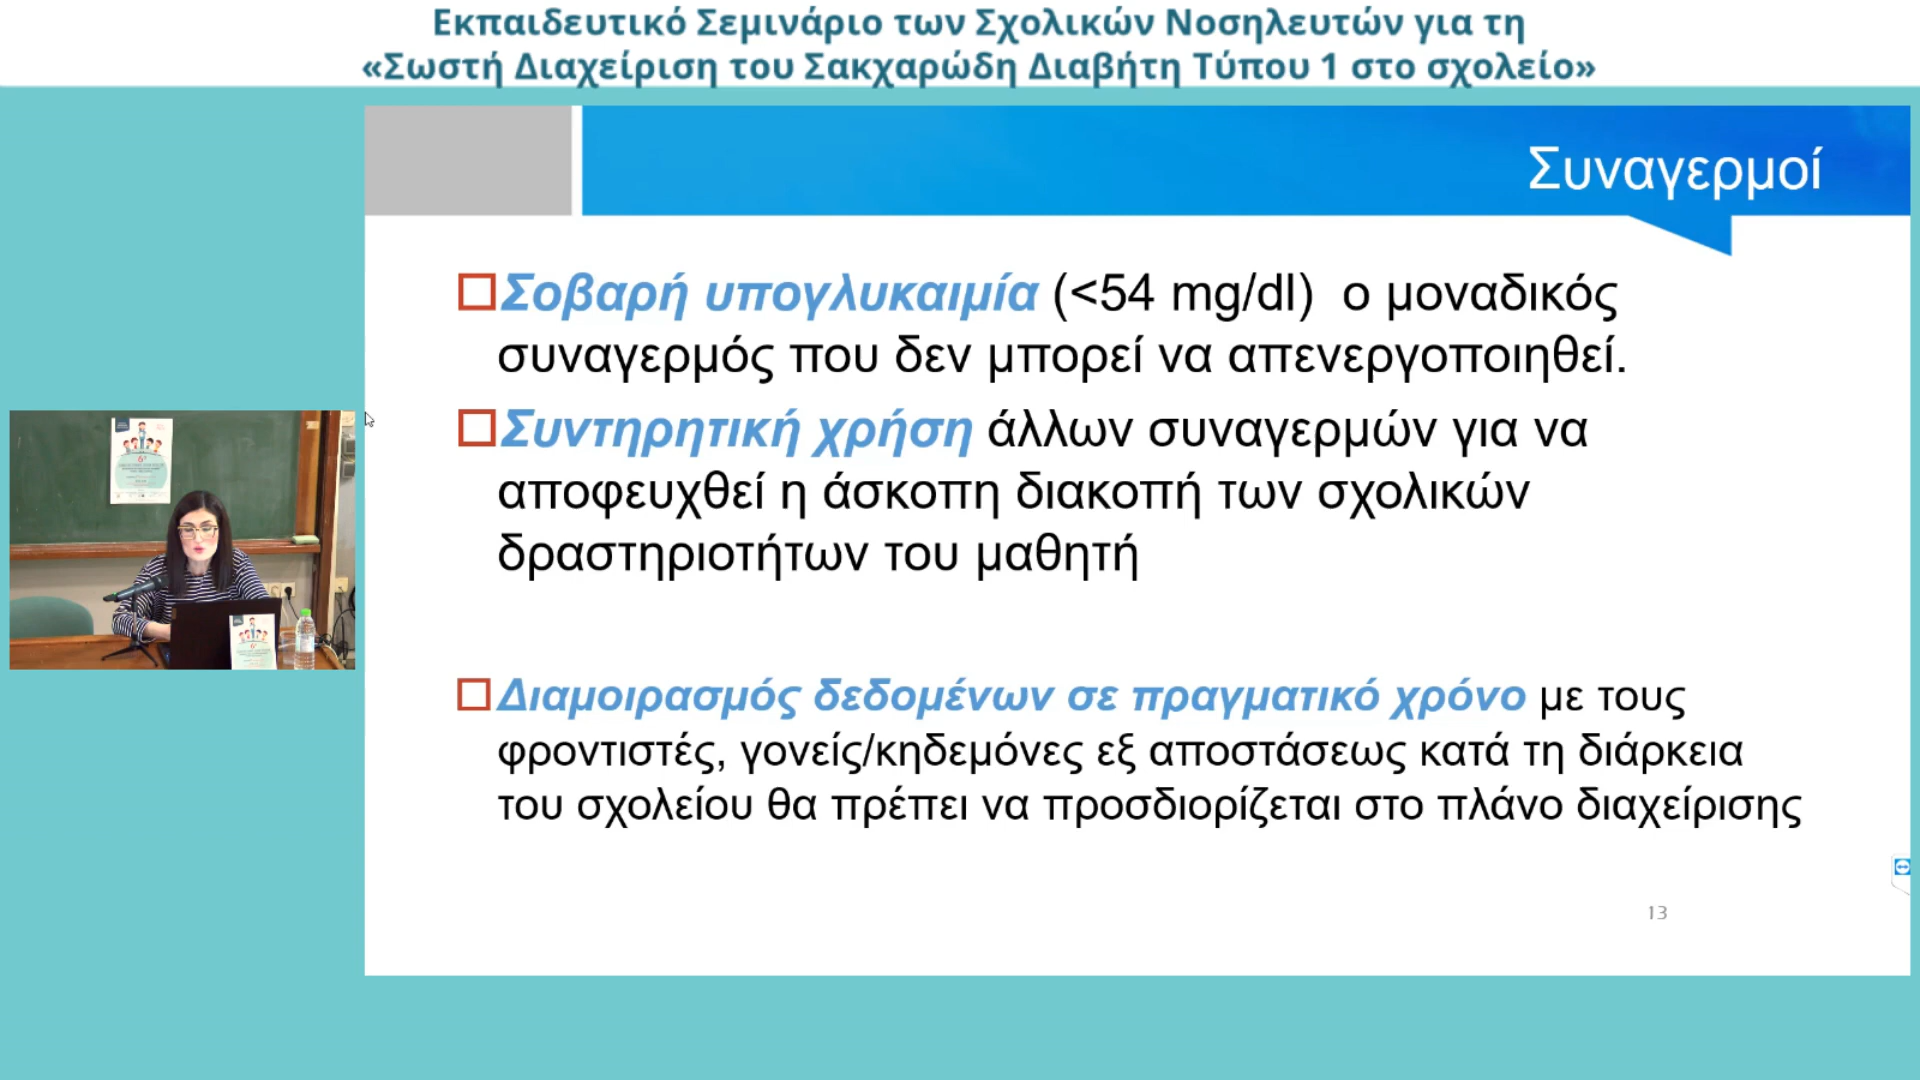 Εκπαιδευτικό Σεμινάριο των Σχολικών Νοσηλευτών για τη
«Σωστή Διαχείριση του Σακχαρώδη Διαβήτη Τύπου 1 στο σχολείο»
Συναγερμοί
Σοβαρή υπογλυκαιμία (<54 mg/dl) ο μοναδικός
συναγερμός που δεν μπορεί να απενεργοποιηθεί.
Συντηρητική χρήση άλλων συναγερμών για να
αποφευχθεί η άσκοπη διακοπή των σχολικών
δραστηριοτήτων του μαθητή
Διαμοιρασμός δεδομένων σε πραγματικό χρόνο με τους
φροντιστές, γονείς/κηδεμόνες εξ αποστάσεως κατά τη διάρκεια
του σχολείου θα πρέπει να προσδιορίζεται στο πλάνο διαχείρισης
13